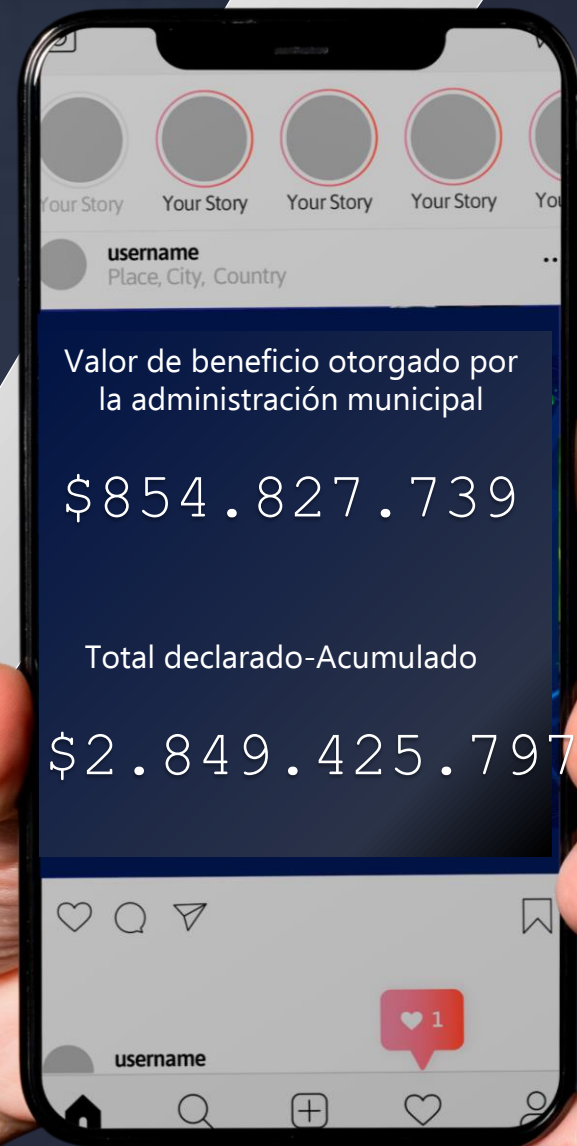 Your Story
Your Story
Your Story
Your Story
You
username
Place, City, Country
Valor de beneficio otorgado por
la administración municipal
$854.827.739
Total declarado-Acumulado
$2.849.425.797
1
username